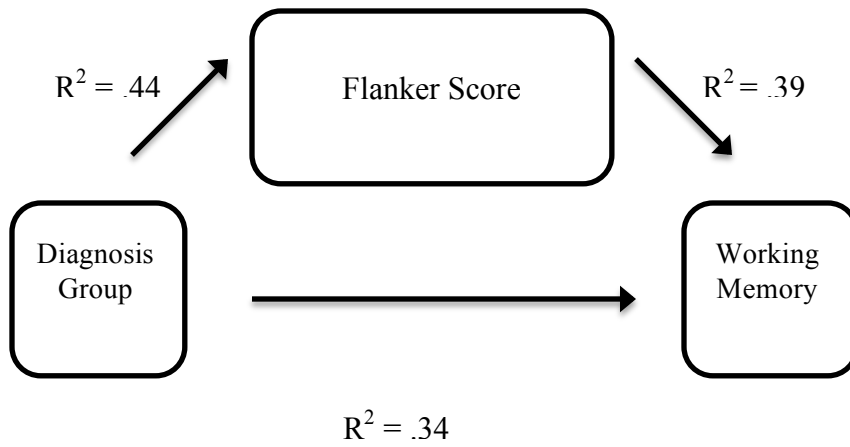 R² = .44
Flanker Score
R² = .39
Diagnosis
Group
Working
Memory
R² = .34